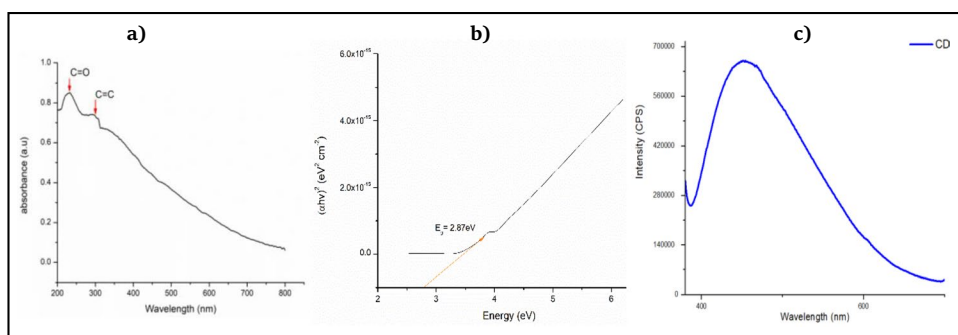 a)
b)
c)
C=O
C=C
absorbance (a.u)
1.0
0.8
0.6
0.4
0.2
0.0
-0.1
200 300 400 500 600 700 800
Wavelength (nm)
6.0x10⁻¹⁵
4.0x10⁻¹⁵
2.0x10⁻¹⁵
0.0
(αhν)² (eV² cm⁻²)
E = 2.87eV
2 3 4 5 6
Energy (eV)
CD
700000
560000
420000
280000
140000
0
Intensity (CPS)
400 600
Wavelength (nm)